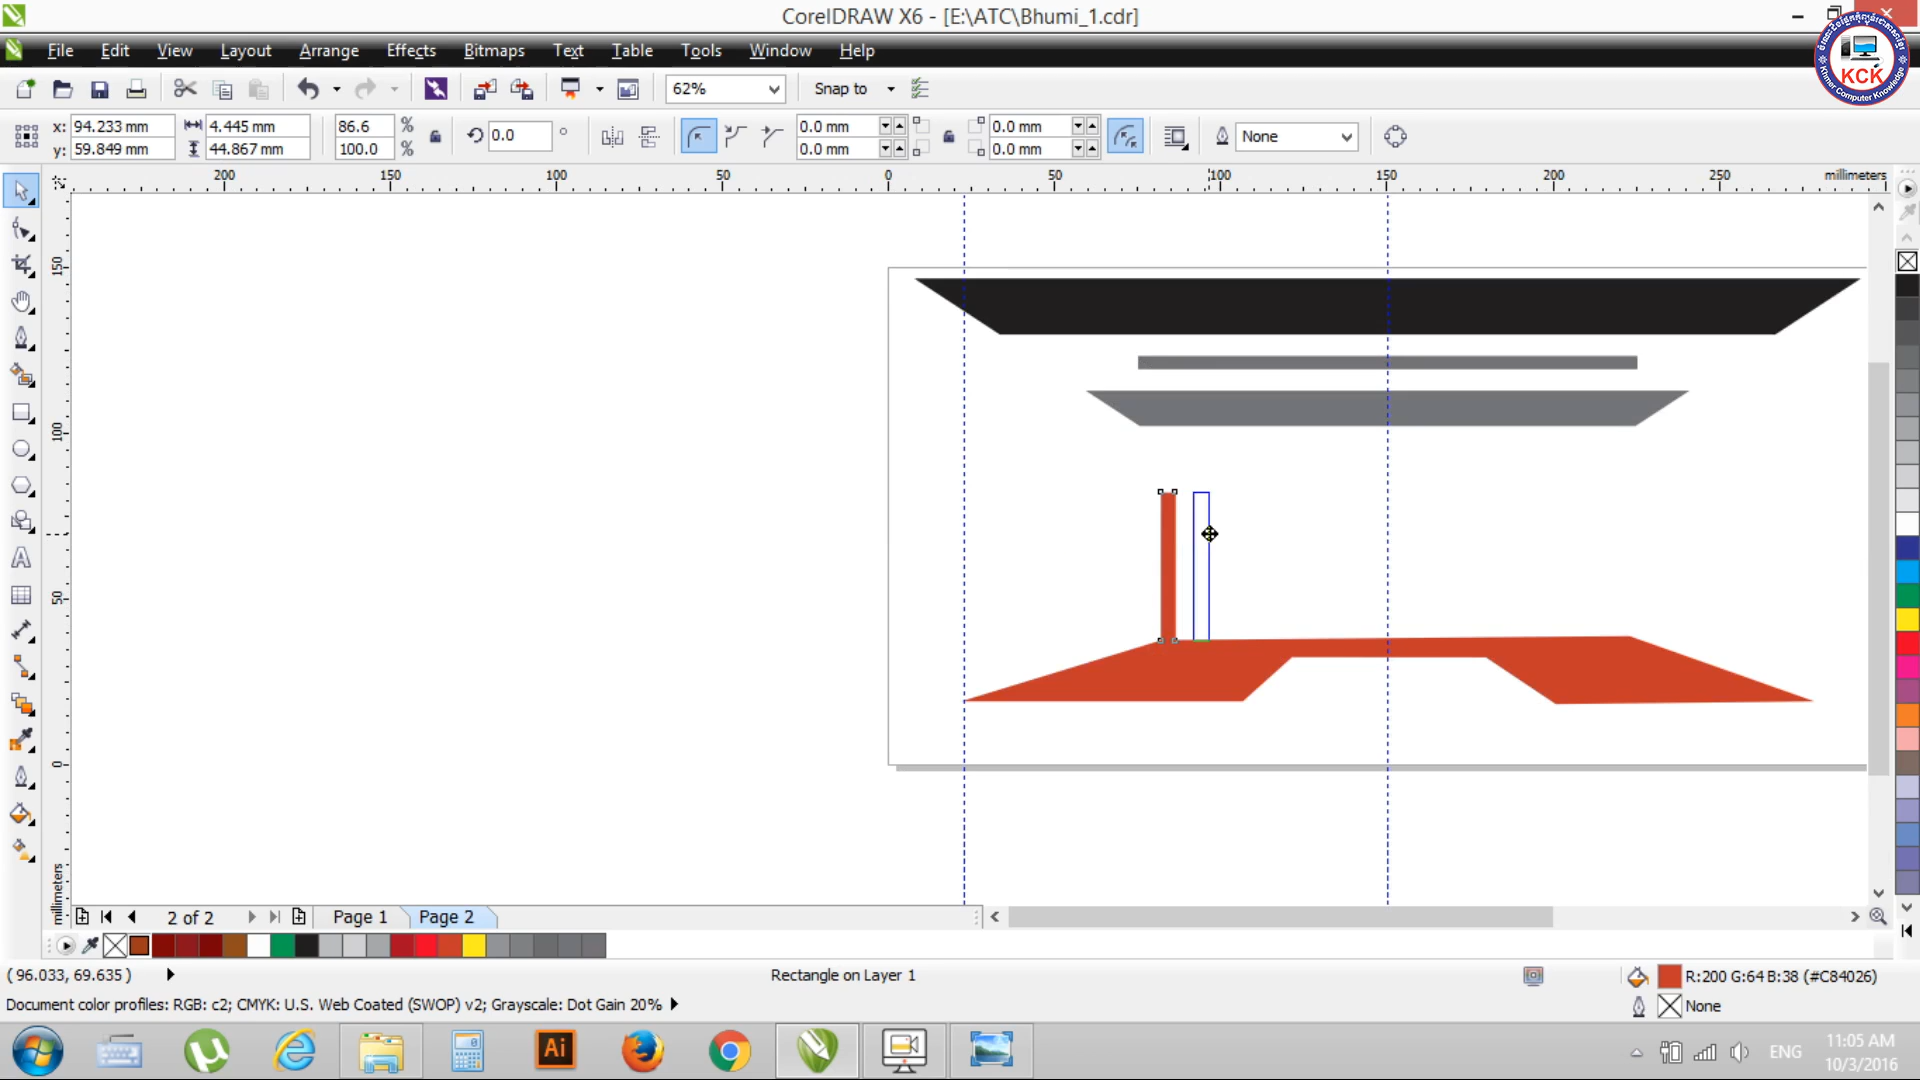 CorelDRAW X6 - [E:\ATC\Bhumi_1.cdr]
File Edit View Layout Arrange Effects Bitmaps Text Table Tools Window Help
KCK
Khmer Computer Knowledge
62% Snap to
x: 94.233 mm 4.445 mm 86.6 % 0.0 ° 0.0 mm 0.0 mm None
y: 59.849 mm 44.867 mm 100.0 % 0.0 mm 0.0 mm
200 150 100 50 0 50 100 150 200 250 millimeters
150
100
50
0
millimeters
2 of 2 Page 1 Page 2
( 96.033, 69.635 ) Rectangle on Layer 1 R:200 G:64 B:38 (#C84026)
Document color profiles: RGB: c2; CMYK: U.S. Web Coated (SWOP) v2; Grayscale: Dot Gain 20% None
Ai ENG 11:05 AM
10/3/2016